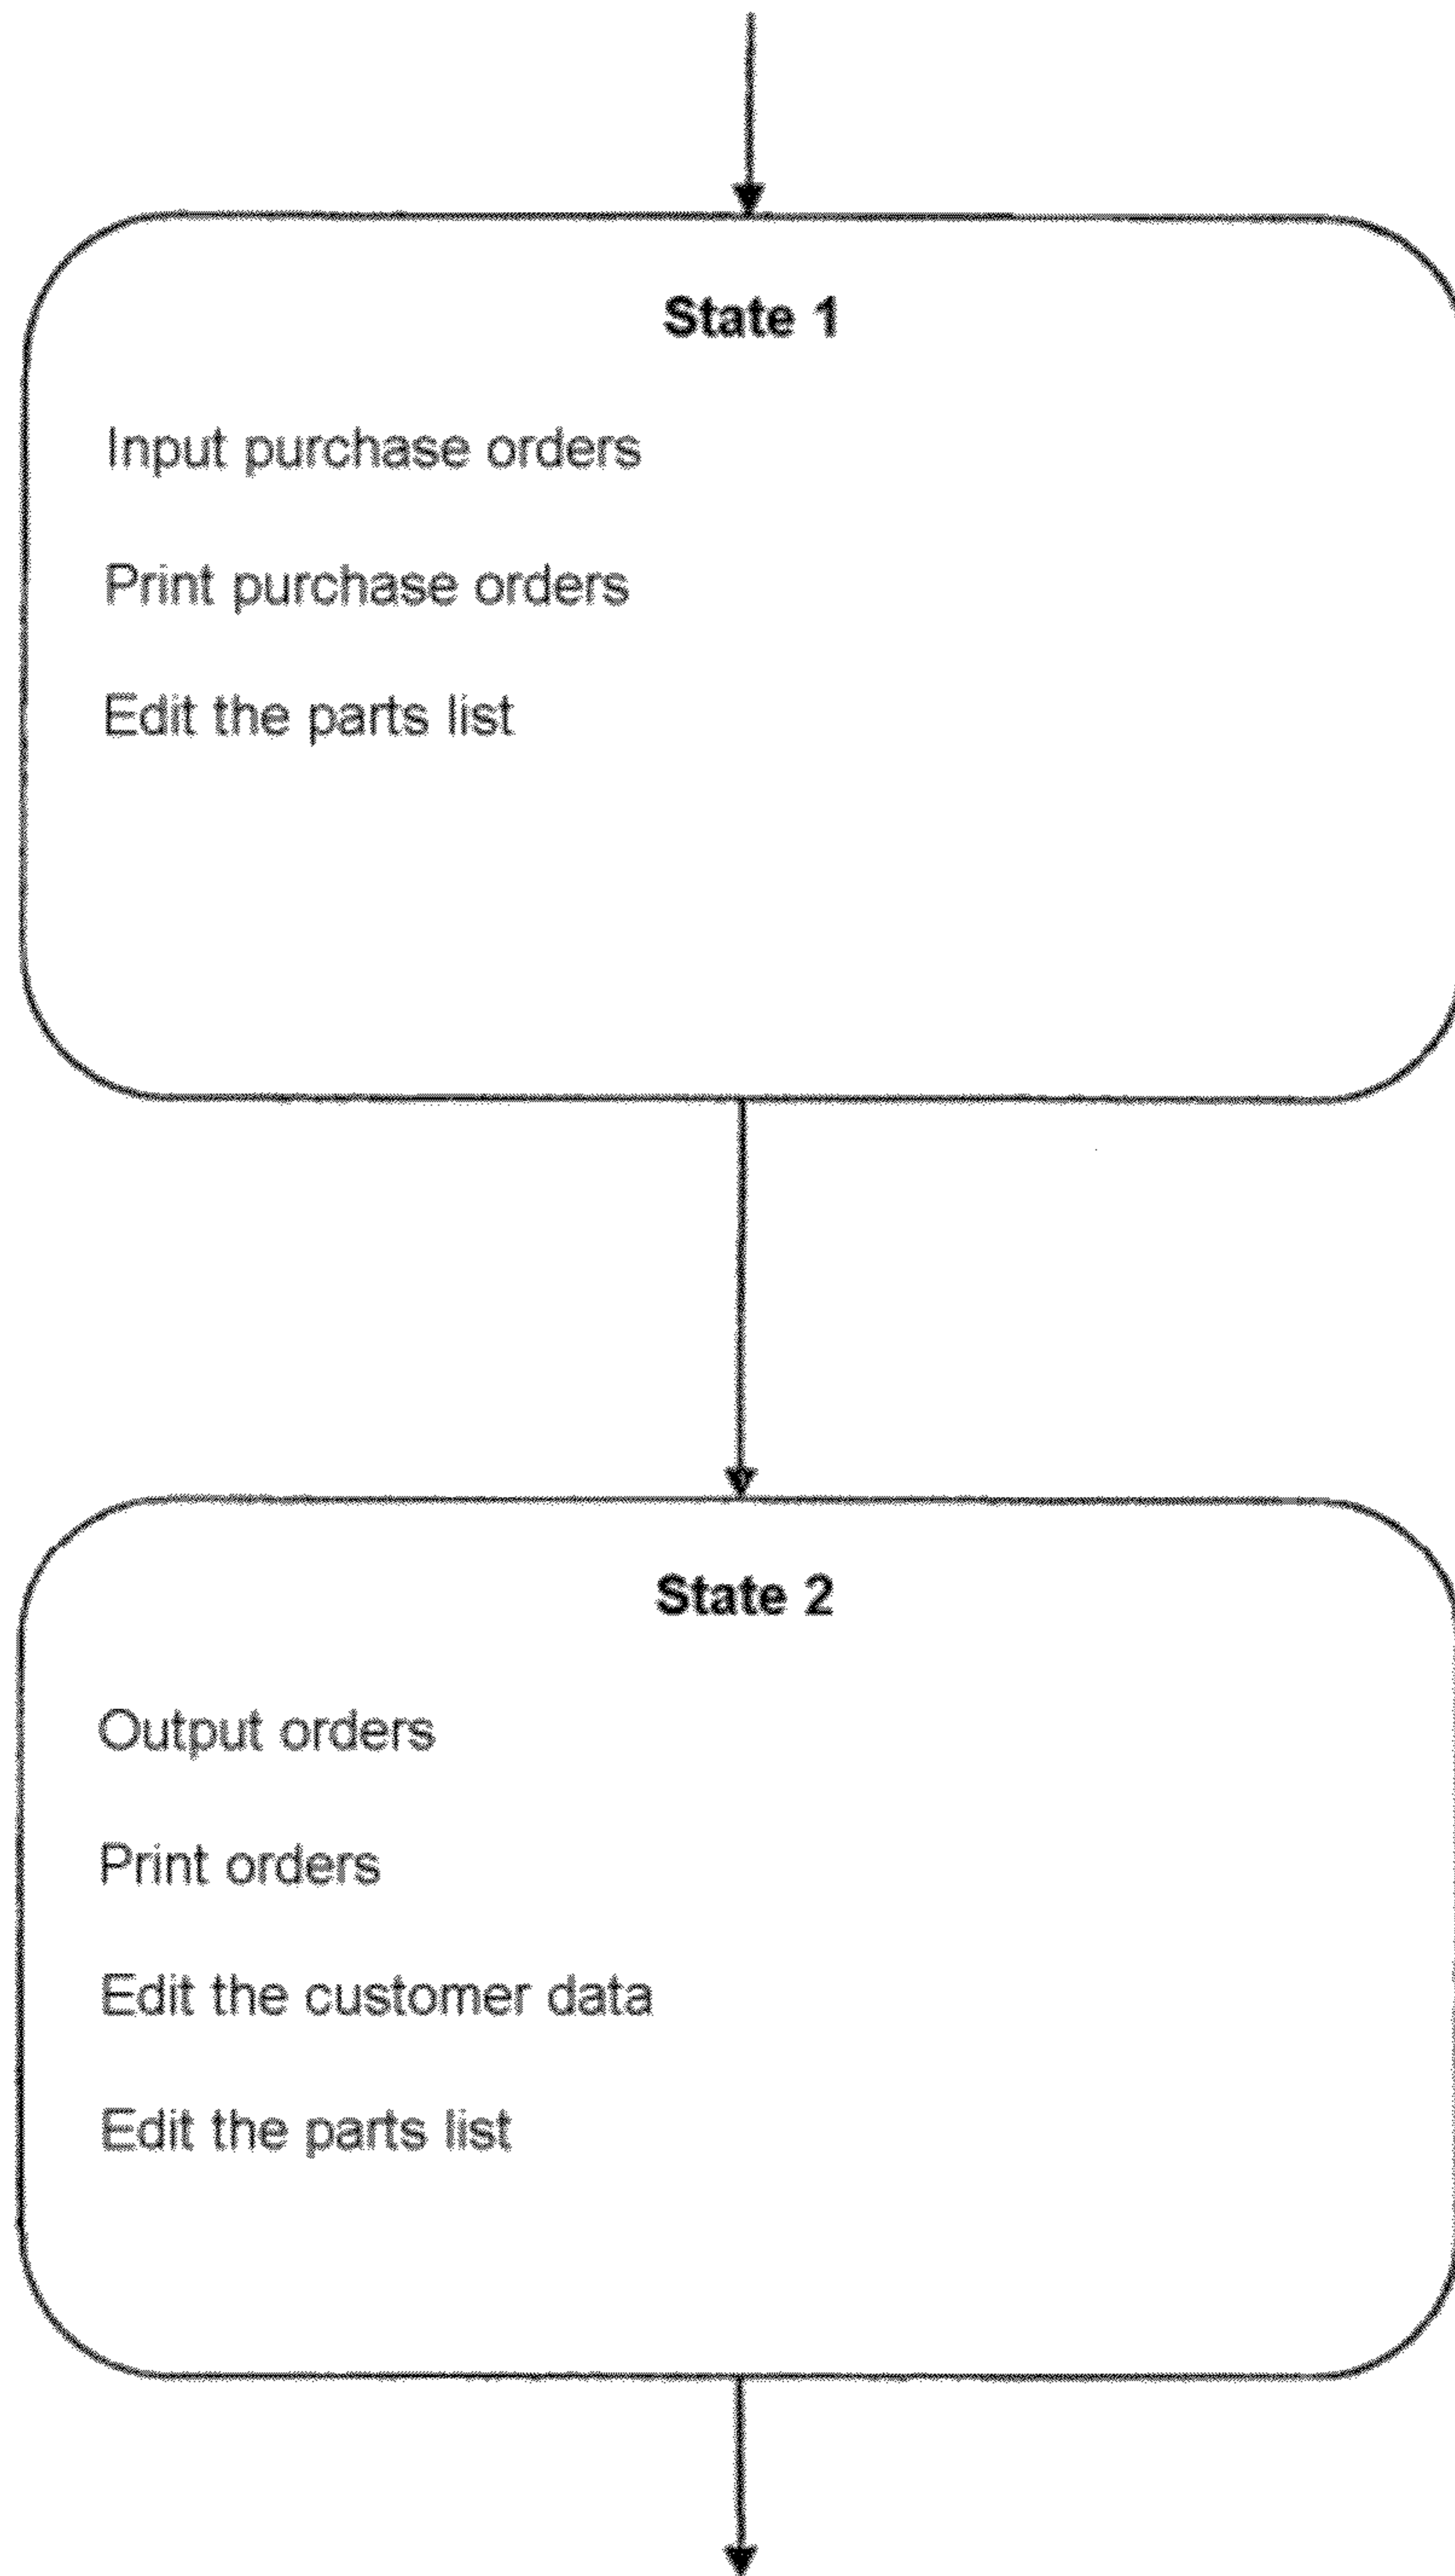 State 1
Input purchase orders
Print purchase orders
Edit the parts list
State 2
Output orders
Print orders
Edit the customer data
Edit the parts list